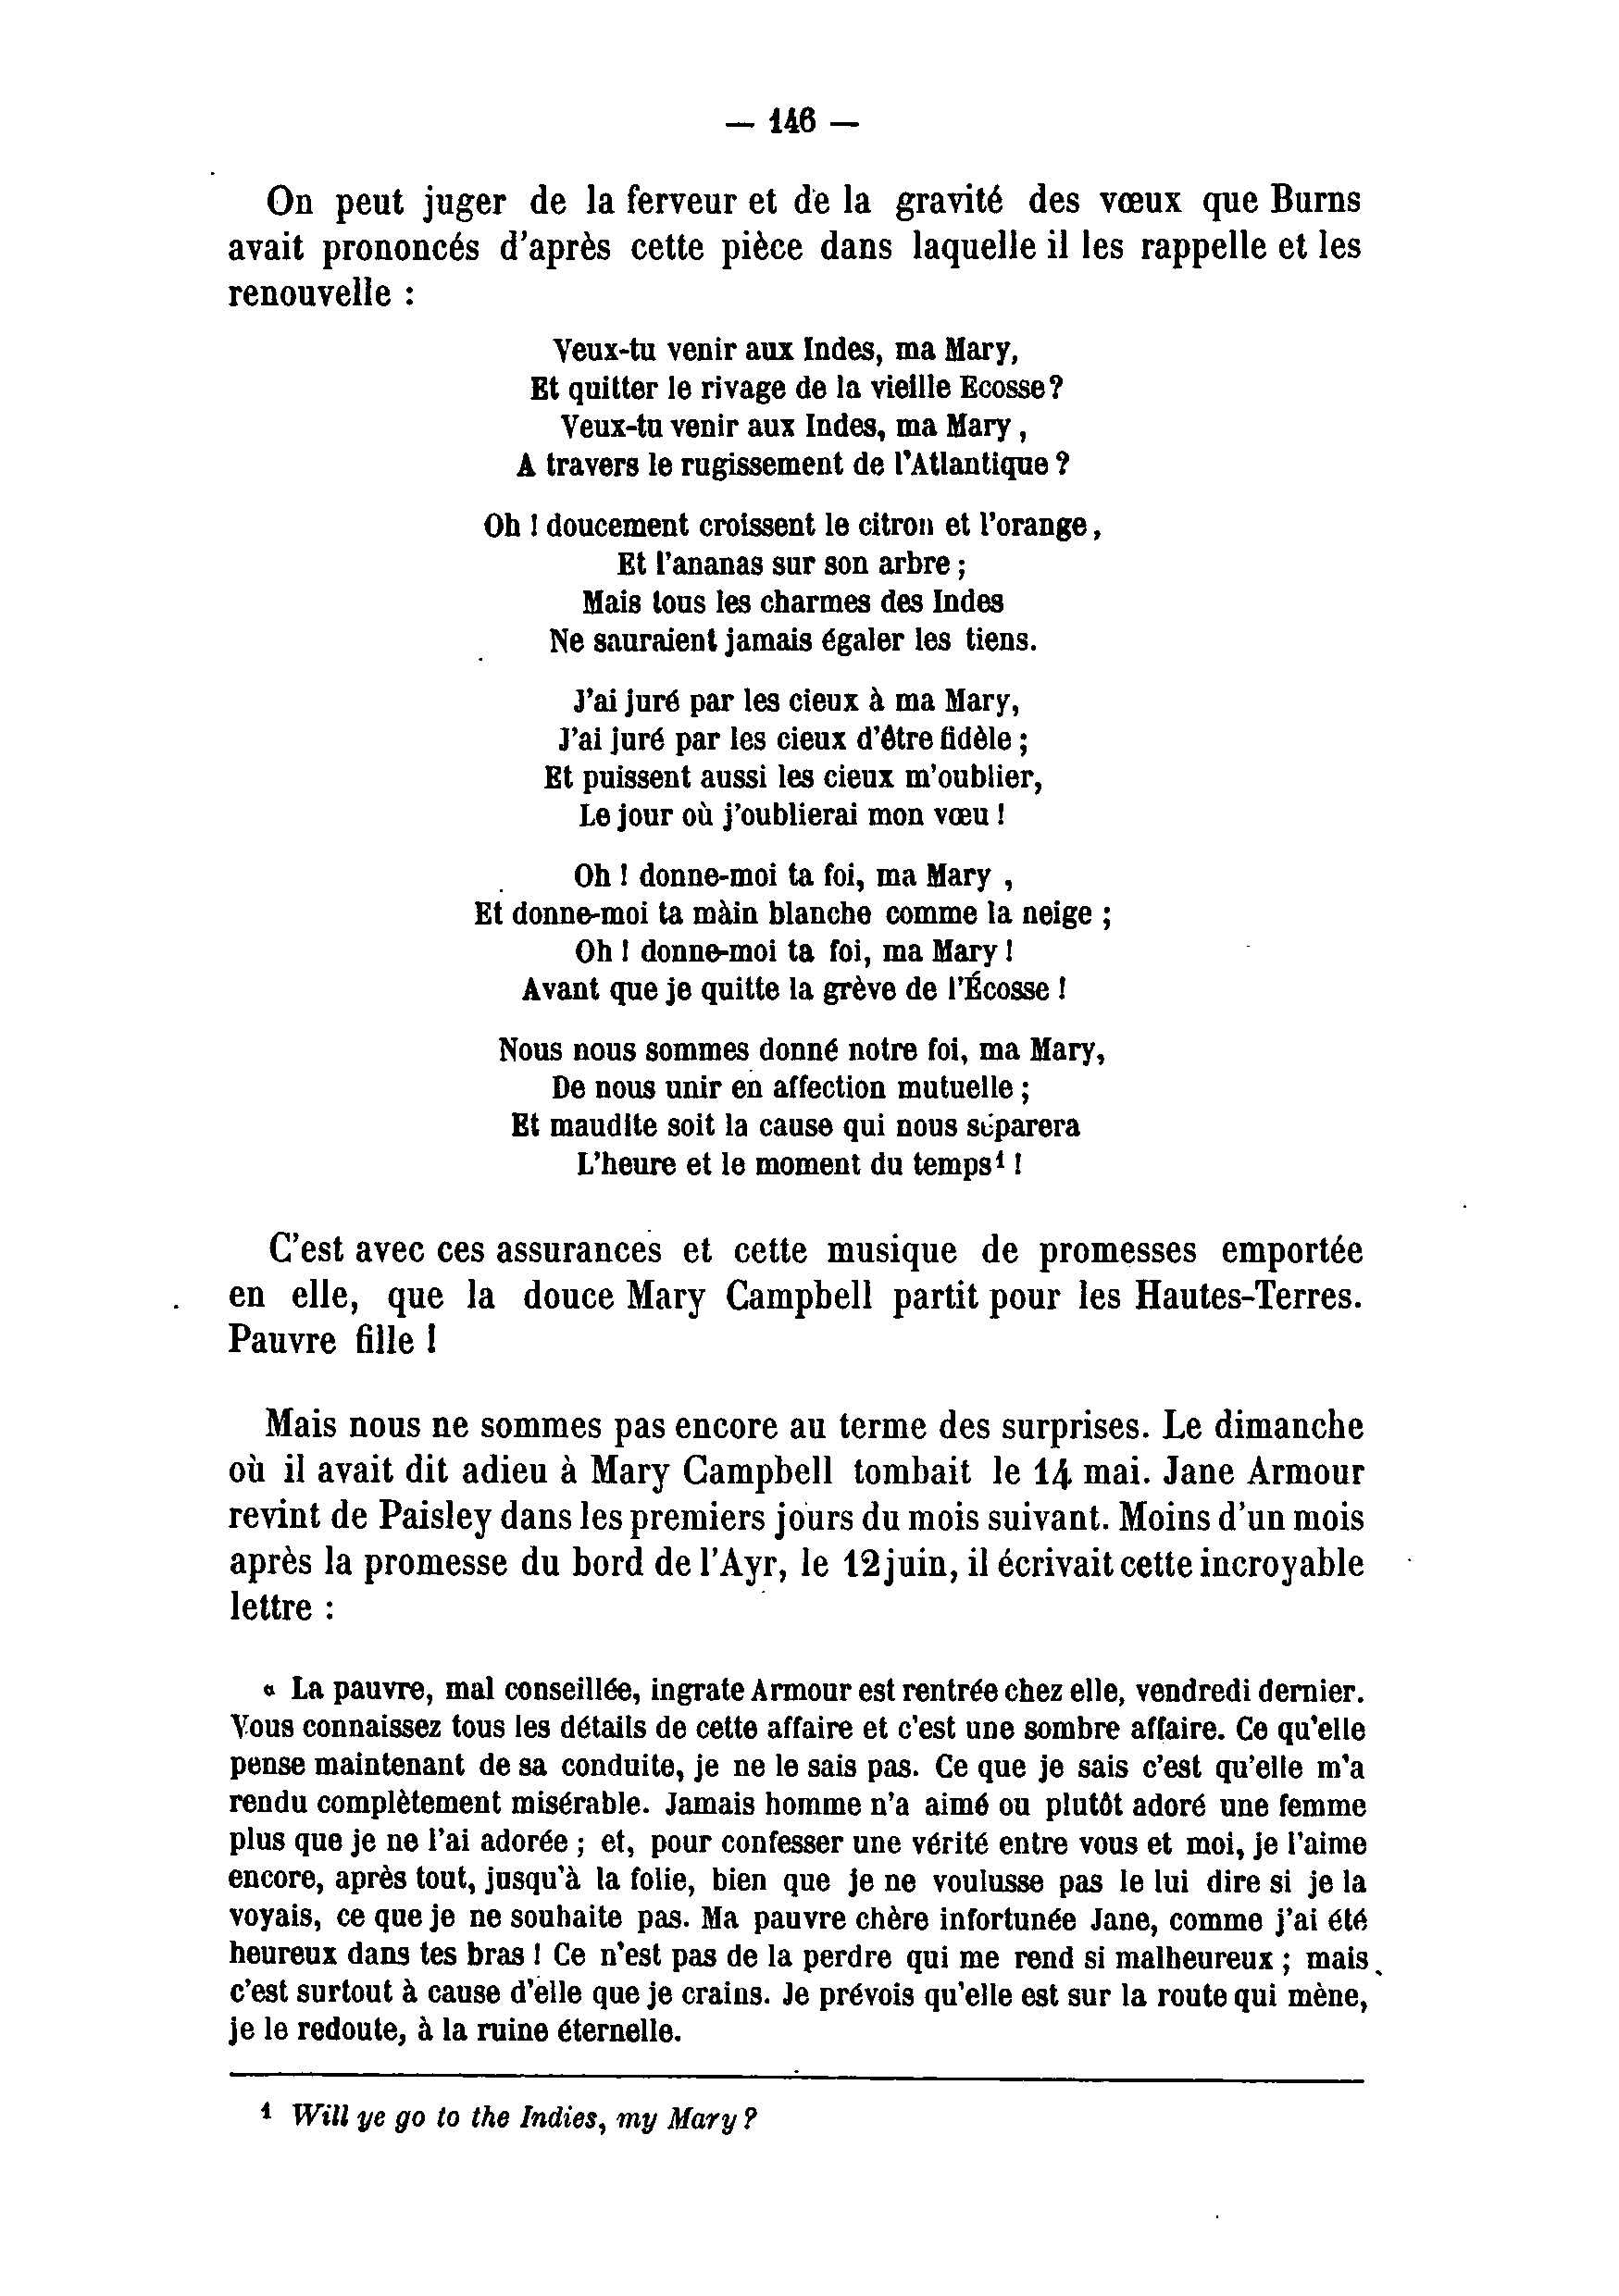 — 146 —
On peut juger de la ferveur et de la gravité des vœux que Burns
avait prononcés d'après cette pièce dans laquelle il les rappelle et les
renouvelle :
Veux-tu venir aux Indes, ma Mary,
Et quitter le rivage de la vieille Ecosse?
Veux-tu venir aux Indes, ma Mary,
A travers le rugissement de l'Atlantique ?
Oh ! doucement croissent le citron et l'orange,
Et l'ananas sur son arbre ;
Mais tous les charmes des Indes
Ne sauraient jamais égaler les tiens.
J'ai juré par les cieux à ma Mary,
J'ai juré par les cieux d'être fidèle ;
Et puissent aussi les cieux m'oublier,
Le jour où j'oublierai mon vœu !
Oh ! donne-moi ta foi, ma Mary ,
Et donne-moi ta main blanche comme la neige ;
Oh ! donne-moi ta foi, ma Mary !
Avant que je quitte la grève de l'Écosse !
Nous nous sommes donné notre foi, ma Mary,
De nous unir en affection mutuelle ;
Et maudite soit la cause qui nous séparera
L'heure et le moment du temps¹ !
C'est avec ces assurances et cette musique de promesses emportée
en elle, que la douce Mary Campbell partit pour les Hautes-Terres.
Pauvre fille !
Mais nous ne sommes pas encore au terme des surprises. Le dimanche
où il avait dit adieu à Mary Campbell tombait le 14 mai. Jane Armour
revint de Paisley dans les premiers jours du mois suivant. Moins d'un mois
après la promesse du bord de l'Ayr, le 12 juin, il écrivait cette incroyable
lettre :
« La pauvre, mal conseillée, ingrate Armour est rentrée chez elle, vendredi dernier.
Vous connaissez tous les détails de cette affaire et c'est une sombre affaire. Ce qu'elle
pense maintenant de sa conduite, je ne le sais pas. Ce que je sais c'est qu'elle m'a
rendu complètement misérable. Jamais homme n'a aimé ou plutôt adoré une femme
plus que je ne l'ai adorée ; et, pour confesser une vérité entre vous et moi, je l'aime
encore, après tout, jusqu'à la folie, bien que je ne voulusse pas le lui dire si je la
voyais, ce que je ne souhaite pas. Ma pauvre chère infortunée Jane, comme j'ai été
heureux dans tes bras ! Ce n'est pas de la perdre qui me rend si malheureux ; mais
c'est surtout à cause d'elle que je crains. Je prévois qu'elle est sur la route qui mène,
je le redoute, à la ruine éternelle.
¹ Will ye go to the Indies, my Mary ?